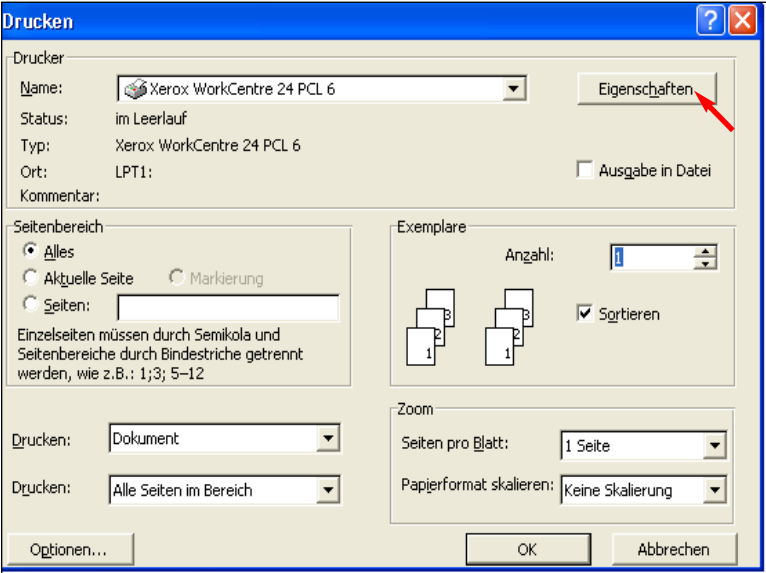 Drucken
Drucker
Name: Xerox WorkCentre 24 PCL 6 Eigenschaften
Status: im Leerlauf
Typ: Xerox WorkCentre 24 PCL 6
Ort: LPT1: Ausgabe in Datei
Kommentar:
Seitenbereich
Alles
Aktuelle Seite Markierung
Seiten:
Einzelseiten müssen durch Semikola und
Seitenbereiche durch Bindestriche getrennt
werden, wie z.B.: 1;3; 5–12
Exemplare
Anzahl: 1
3 3
2 2
1 1
Sortieren
Drucken: Dokument
Drucken: Alle Seiten im Bereich
Zoom
Seiten pro Blatt: 1 Seite
Papierformat skalieren: Keine Skalierung
Optionen... OK Abbrechen